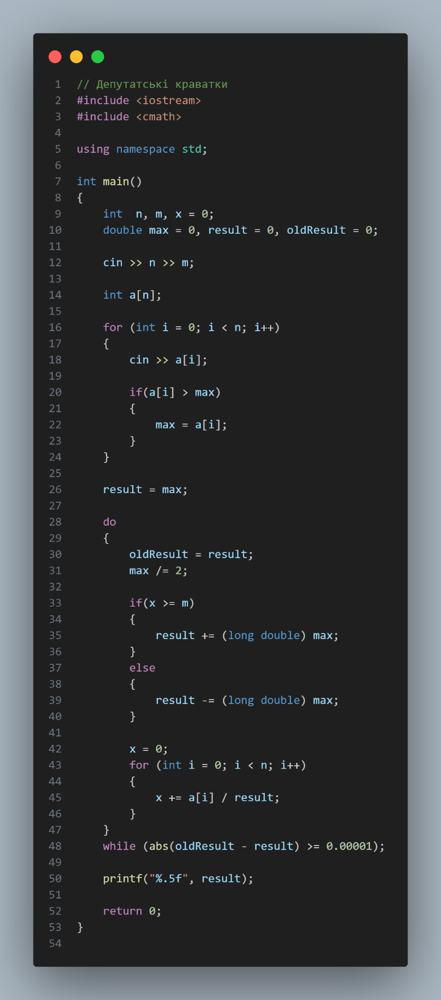 1 // Депутатські краватки
2 #include <iostream>
3 #include <cmath>
4
5 using namespace std;
6
7 int main()
8 {
9     int  n, m, x = 0;
10     double max = 0, result = 0, oldResult = 0;
11
12     cin >> n >> m;
13
14     int a[n];
15
16     for (int i = 0; i < n; i++)
17     {
18         cin >> a[i];
19
20         if(a[i] > max)
21         {
22             max = a[i];
23         }
24     }
25
26     result = max;
27
28     do
29     {
30         oldResult = result;
31         max /= 2;
32
33         if(x >= m)
34         {
35             result += (long double) max;
36         }
37         else
38         {
39             result -= (long double) max;
40         }
41
42         x = 0;
43         for (int i = 0; i < n; i++)
44         {
45             x += a[i] / result;
46         }
47     }
48     while (abs(oldResult - result) >= 0.00001);
49
50     printf("%.5f", result);
51
52     return 0;
53 }
54